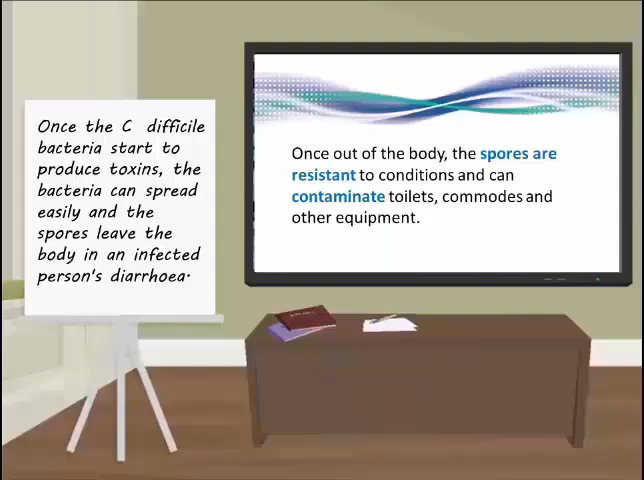 Once the C difficile
bacteria start to
produce toxins, the
bacteria can spread
easily and the
spores leave the
body in an infected
person's diarrhoea.
Once out of the body, the spores are
resistant to conditions and can
contaminate toilets, commodes and
other equipment.